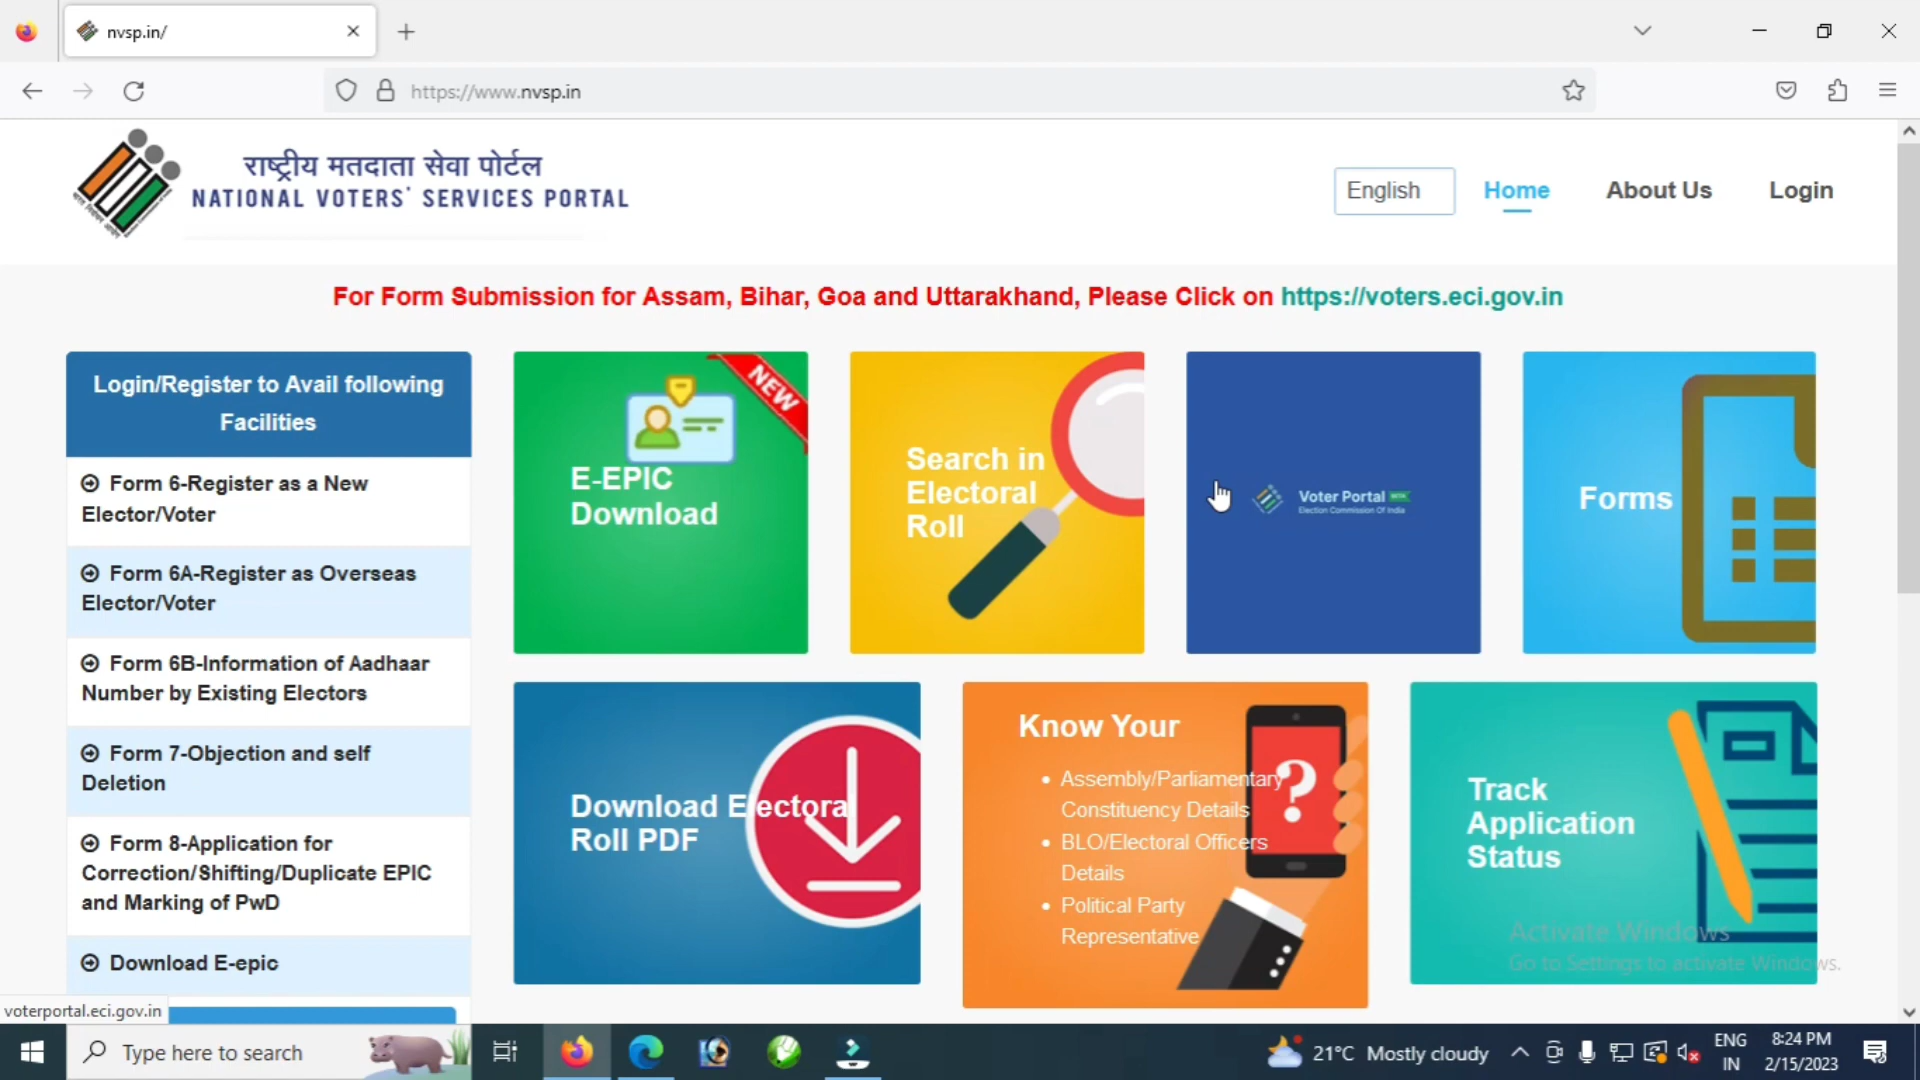 nvsp.in/
https://www.nvsp.in
राष्ट्रीय मतदाता सेवा पोर्टल
NATIONAL VOTERS' SERVICES PORTAL
English
Home
About Us
Login
For Form Submission for Assam, Bihar, Goa and Uttarakhand, Please Click on https://voters.eci.gov.in
Login/Register to Avail following
Facilities
Form 6-Register as a New
Elector/Voter
Form 6A-Register as Overseas
Elector/Voter
Form 6B-Information of Aadhaar
Number by Existing Electors
Form 7-Objection and self
Deletion
Form 8-Application for
Correction/Shifting/Duplicate EPIC
and Marking of PwD
Download E-epic
NEW
E-EPIC
Download
Search in
Electoral
Roll
Voter Portal
Election Commission Of India
Forms
Download Electoral
Roll PDF
Know Your
• Assembly/Parliamentary
Constituency Details
• BLO/Electoral Officers
Details
• Political Party
Representative
?
Track
Application
Status
Activate Windows
Go to Settings to activate Windows.
voterportal.eci.gov.in
Type here to search
21°C Mostly cloudy
ENG
IN
8:24 PM
2/15/2023